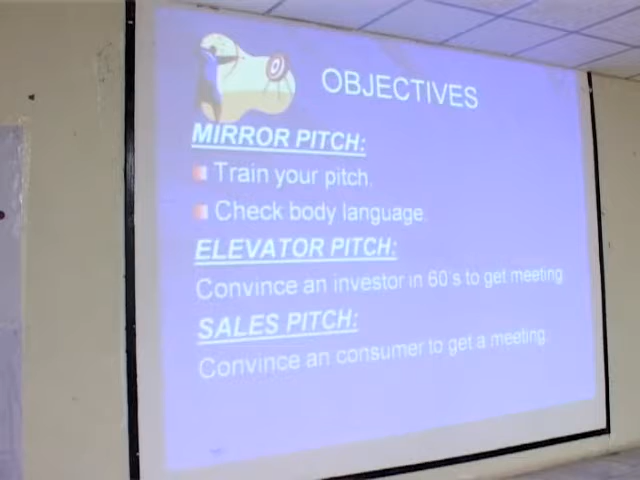 OBJECTIVES
MIRROR PITCH:
Train your pitch.
Check body language.
ELEVATOR PITCH:
Convince an investor in 60´s to get meeting
SALES PITCH:
Convince an consumer to get a meeting.